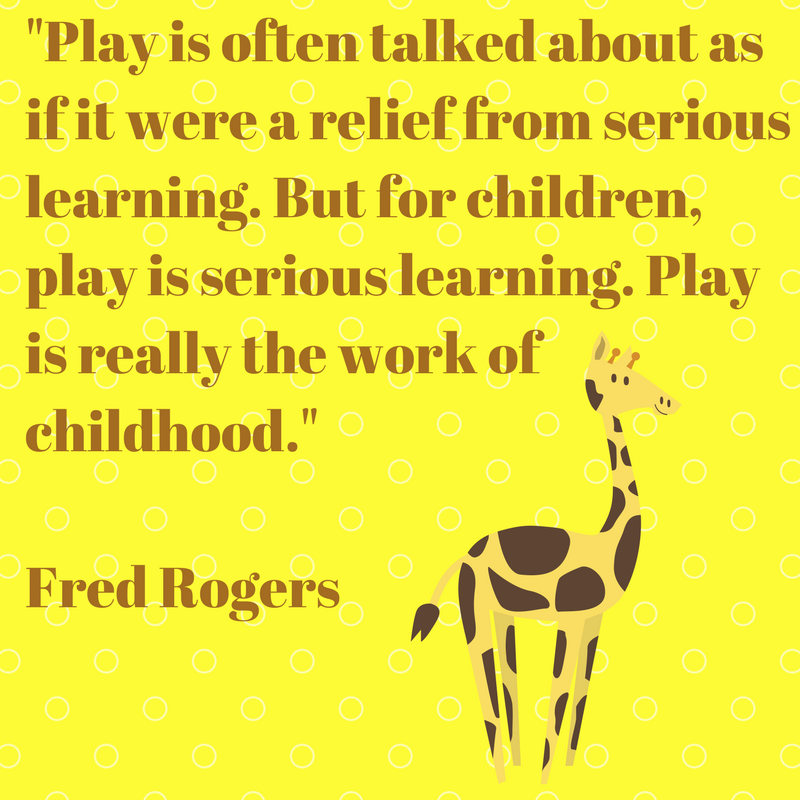 "Play is often talked about as
if it were a relief from serious
learning. But for children,
play is serious learning. Play
is really the work of
childhood."
Fred Rogers